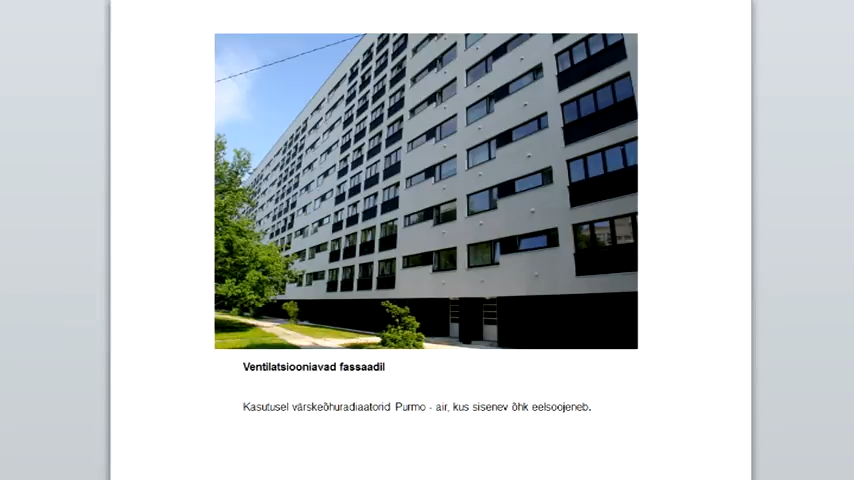 Ventilatsiooniavad fassaadil
Kasutusel värskeõhuradiaatorid Purmo - air, kus sisenev õhk eelsoojeneb.